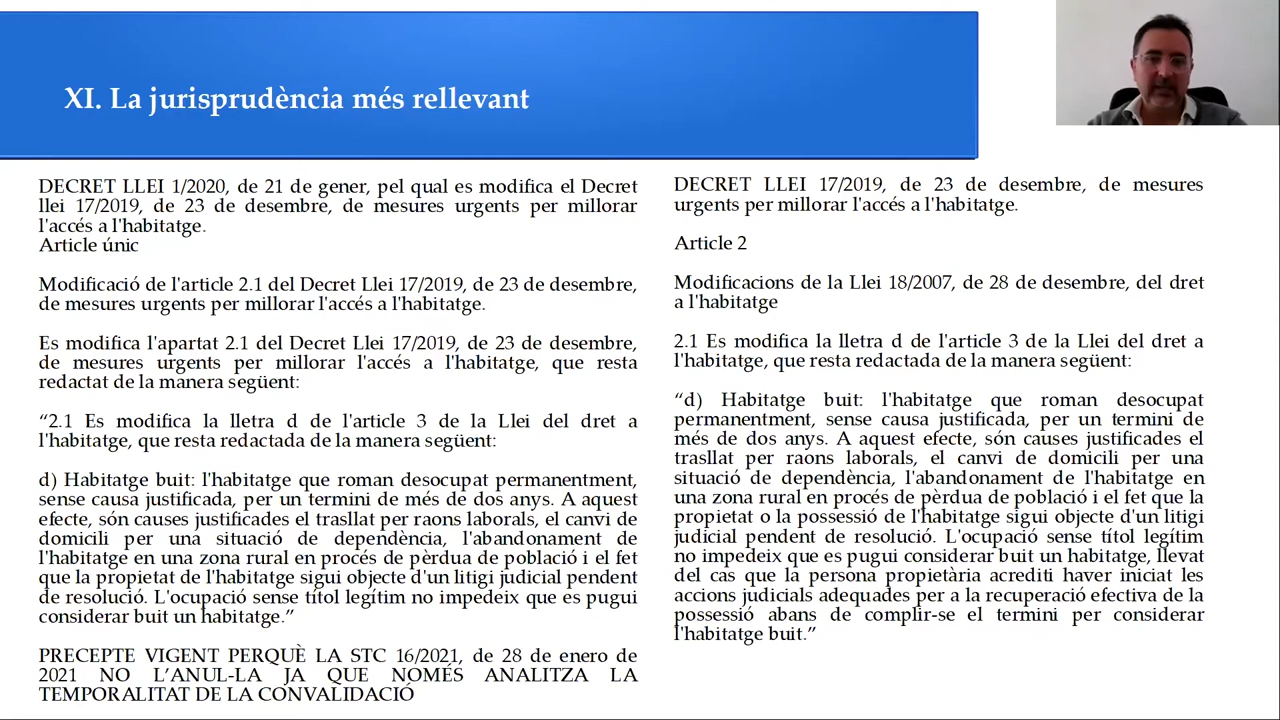 XI. La jurisprudència més rellevant
DECRET LLEI 1/2020, de 21 de gener, pel qual es modifica el Decret
llei 17/2019, de 23 de desembre, de mesures urgents per millorar
l'accés a l'habitatge.
Article únic
Modificació de l'article 2.1 del Decret Llei 17/2019, de 23 de desembre,
de mesures urgents per millorar l'accés a l'habitatge.
Es modifica l'apartat 2.1 del Decret Llei 17/2019, de 23 de desembre,
de mesures urgents per millorar l'accés a l'habitatge, que resta
redactat de la manera següent:
“2.1 Es modifica la lletra d de l'article 3 de la Llei del dret a
l'habitatge, que resta redactada de la manera següent:
d) Habitatge buit: l'habitatge que roman desocupat permanentment,
sense causa justificada, per un termini de més de dos anys. A aquest
efecte, són causes justificades el trasllat per raons laborals, el canvi de
domicili per una situació de dependència, l'abandonament de
l'habitatge en una zona rural en procés de pèrdua de població i el fet
que la propietat de l'habitatge sigui objecte d'un litigi judicial pendent
de resolució. L'ocupació sense títol legítim no impedeix que es pugui
considerar buit un habitatge.”
PRECEPTE VIGENT PERQUÈ LA STC 16/2021, de 28 de enero de
2021 NO L’ANUL-LA JA QUE NOMÉS ANALITZA LA
TEMPORALITAT DE LA CONVALIDACIÓ
DECRET LLEI 17/2019, de 23 de desembre, de mesures
urgents per millorar l'accés a l'habitatge.
Article 2
Modificacions de la Llei 18/2007, de 28 de desembre, del dret
a l'habitatge
2.1 Es modifica la lletra d de l'article 3 de la Llei del dret a
l'habitatge, que resta redactada de la manera següent:
“d) Habitatge buit: l'habitatge que roman desocupat
permanentment, sense causa justificada, per un termini de
més de dos anys. A aquest efecte, són causes justificades el
trasllat per raons laborals, el canvi de domicili per una
situació de dependència, l'abandonament de l'habitatge en
una zona rural en procés de pèrdua de població i el fet que la
propietat o la possessió de l'habitatge sigui objecte d'un litigi
judicial pendent de resolució. L'ocupació sense títol legítim
no impedeix que es pugui considerar buit un habitatge, llevat
del cas que la persona propietària acrediti haver iniciat les
accions judicials adequades per a la recuperació efectiva de la
possessió abans de complir-se el termini per considerar
l'habitatge buit.”